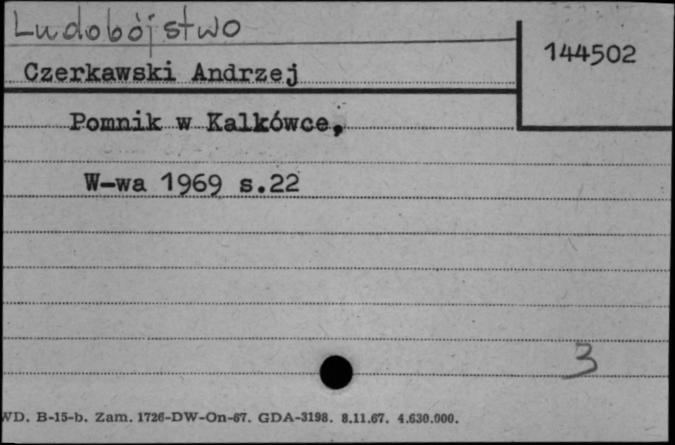 Ludobójstwo
144502
Czerkawski Andrzej
Pomnik w Kalkówce,
W-wa 1969 s.22
3
WD. B-15-b. Zam. 1726-DW-On-67. GDA-3198. 8.11.67. 4.630.000.